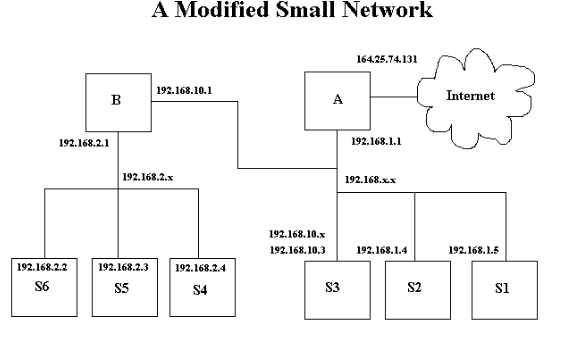 A Modified Small Network
164.25.74.131
Internet
B
192.168.10.1
A
192.168.2.1
192.168.1.1
192.168.2.x
192.168.x.x
192.168.10.x
192.168.10.3
192.168.1.4
192.168.1.5
192.168.2.2
192.168.2.3
192.168.2.4
S6
S5
S4
S3
S2
S1